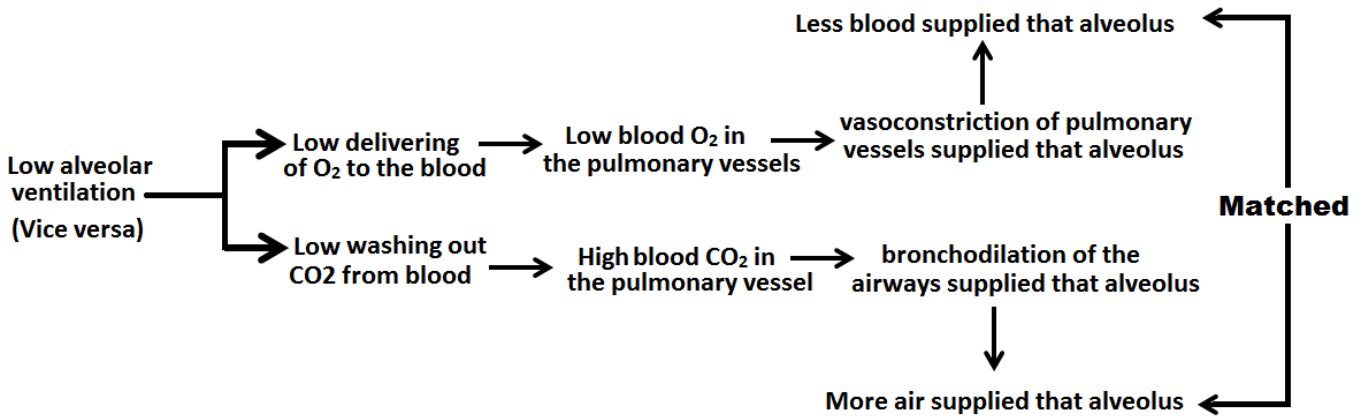 Less blood supplied that alveolus
Low alveolar
ventilation
(Vice versa)
Low delivering
of O₂ to the blood
Low blood O₂ in
the pulmonary vessels
vasoconstriction of pulmonary
vessels supplied that alveolus
Matched
Low washing out
CO2 from blood
High blood CO₂ in
the pulmonary vessel
bronchodilation of the
airways supplied that alveolus
More air supplied that alveolus